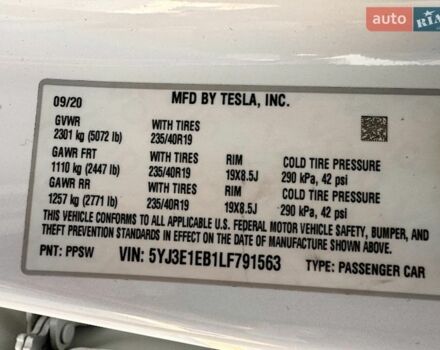 auto RIA
09/20 MFD BY TESLA, INC.
GVWR WITH TIRES
2301 kg (5072 lb) 235/40R19
GAWR FRT WITH TIRES RIM COLD TIRE PRESSURE
1110 kg (2447 lb) 235/40R19 19X8.5J 290 kPa, 42 psi
GAWR RR WITH TIRES RIM COLD TIRE PRESSURE
1257 kg (2771 lb) 235/40R19 19X8.5J 290 kPa, 42 psi
THIS VEHICLE CONFORMS TO ALL APPLICABLE U.S. FEDERAL MOTOR VEHICLE SAFETY, BUMPER, AND
THEFT PREVENTION STANDARDS IN EFFECT ON THE DATE OF MANUFACTURE SHOWN ABOVE.
PNT: PPSW VIN: 5YJ3E1EB1LF791563 TYPE: PASSENGER CAR